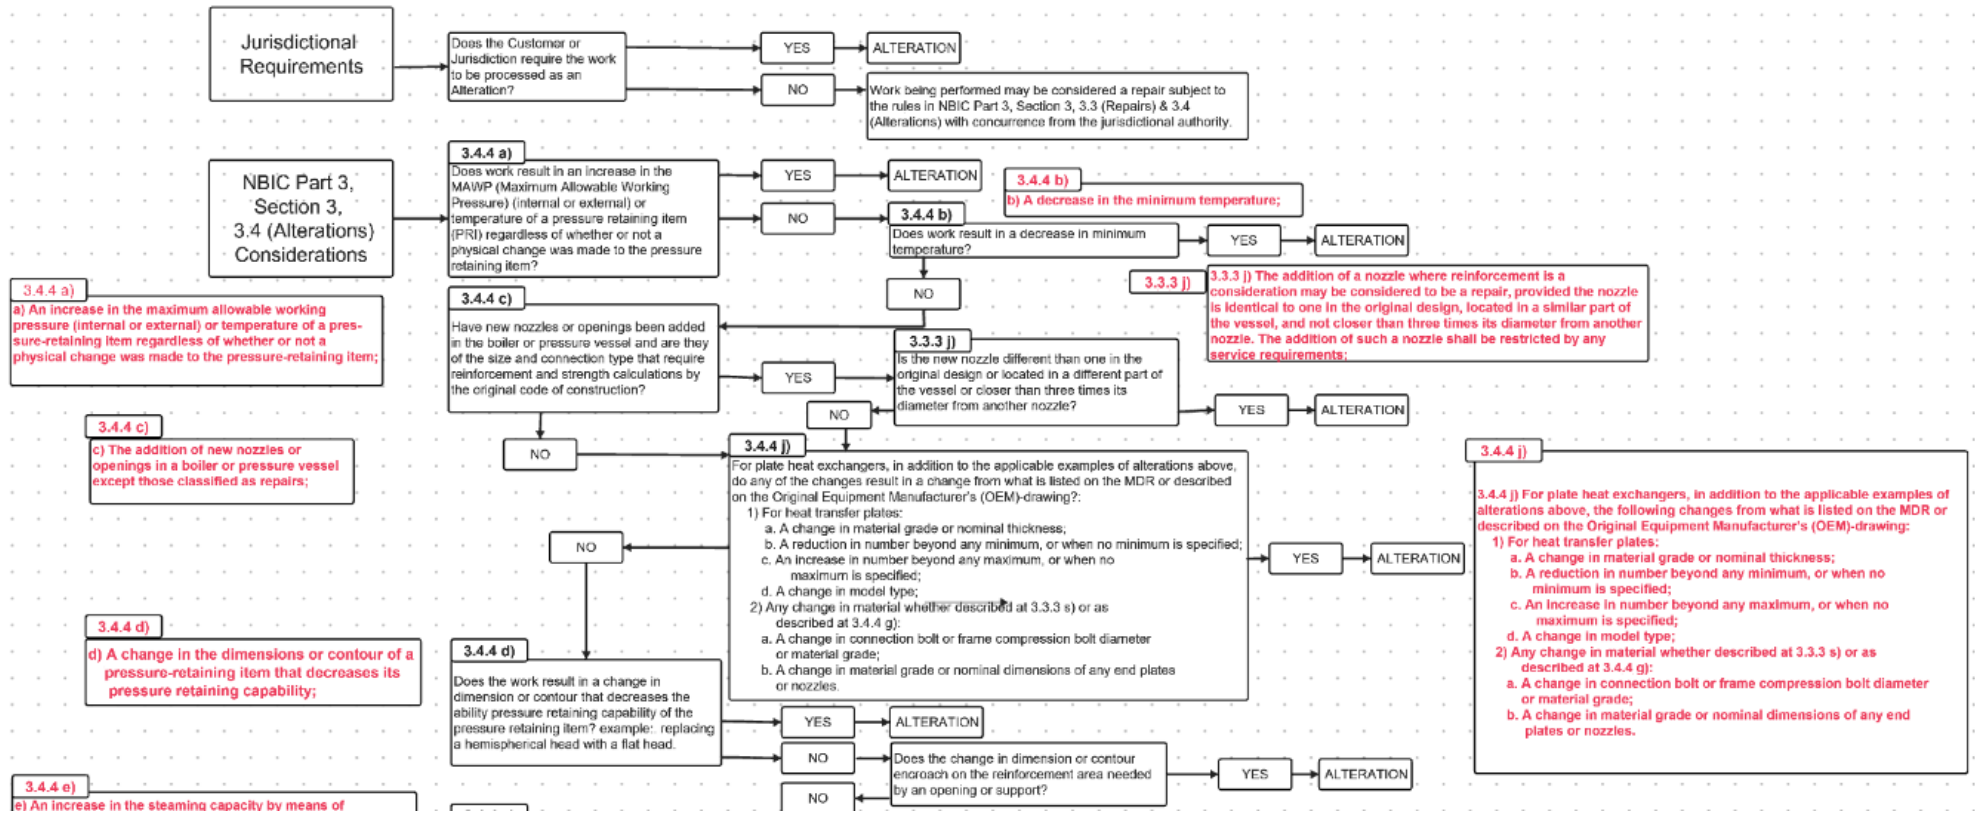 Jurisdictional
Requirements
Does the Customer or
Jurisdiction require the work
to be processed as an
Alteration?
YES
ALTERATION
NO
Work being performed may be considered a repair subject to
the rules in NBIC Part 3, Section 3, 3.3 (Repairs) & 3.4
(Alterations) with concurrence from the jurisdictional authority.
NBIC Part 3,
Section 3,
3.4 (Alterations)
Considerations
3.4.4 a)
Does work result in an increase in the
MAWP (Maximum Allowable Working
Pressure) (internal or external) or
temperature of a pressure retaining item
(PRI) regardless of whether or not a
physical change was made to the pressure
retaining item?
YES
ALTERATION
NO
3.4.4 b)
b) A decrease in the minimum temperature;
3.4.4 b)
Does work result in a decrease in minimum
temperature?
YES
ALTERATION
NO
3.4.4 a)
a) An increase in the maximum allowable working
pressure (internal or external) or temperature of a pres-
sure-retaining item regardless of whether or not a
physical change was made to the pressure-retaining item;
3.4.4 c)
Have new nozzles or openings been added
in the boiler or pressure vessel and are they
of the size and connection type that require
reinforcement and strength calculations by
the original code of construction?
YES
NO
3.3.3 j)
3.3.3 j) The addition of a nozzle where reinforcement is a
consideration may be considered to be a repair, provided the nozzle
is identical to one in the original design, located in a similar part of
the vessel, and not closer than three times its diameter from another
nozzle. The addition of such a nozzle shall be restricted by any
service requirements;
3.3.3 j)
Is the new nozzle different than one in the
original design or located in a different part of
the vessel or closer than three times its
diameter from another nozzle?
YES
ALTERATION
NO
3.4.4 c)
c) The addition of new nozzles or
openings in a boiler or pressure vessel
except those classified as repairs;
3.4.4 j)
For plate heat exchangers, in addition to the applicable examples of alterations above,
do any of the changes result in a change from what is listed on the MDR or described
on the Original Equipment Manufacturer's (OEM)-drawing?:
1) For heat transfer plates:
a. A change in material grade or nominal thickness;
b. A reduction in number beyond any minimum, or when no minimum is specified;
c. An increase in number beyond any maximum, or when no
maximum is specified;
d. A change in model type;
2) Any change in material whether described at 3.3.3 s) or as
described at 3.4.4 g):
a. A change in connection bolt or frame compression bolt diameter
or material grade;
b. A change in material grade or nominal dimensions of any end plates
or nozzles.
YES
ALTERATION
NO
3.4.4 j)
3.4.4 j) For plate heat exchangers, in addition to the applicable examples of
alterations above, the following changes from what is listed on the MDR or
described on the Original Equipment Manufacturer's (OEM)-drawing:
1) For heat transfer plates:
a. A change in material grade or nominal thickness;
b. A reduction in number beyond any minimum, or when no
minimum is specified;
c. An increase in number beyond any maximum, or when no
maximum is specified;
d. A change in model type;
2) Any change in material whether described at 3.3.3 s) or as
described at 3.4.4 g):
a. A change in connection bolt or frame compression bolt diameter
or material grade;
b. A change in material grade or nominal dimensions of any end
plates or nozzles.
3.4.4 d)
d) A change in the dimensions or contour of a
pressure-retaining item that decreases its
pressure retaining capability;
3.4.4 d)
Does the work result in a change in
dimension or contour that decreases the
ability pressure retaining capability of the
pressure retaining item? example:. replacing
a hemispherical head with a flat head.
YES
ALTERATION
NO
Does the change in dimension or contour
encroach on the reinforcement area needed
by an opening or support?
YES
ALTERATION
NO
3.4.4 e)
e) An increase in the steaming capacity by means of